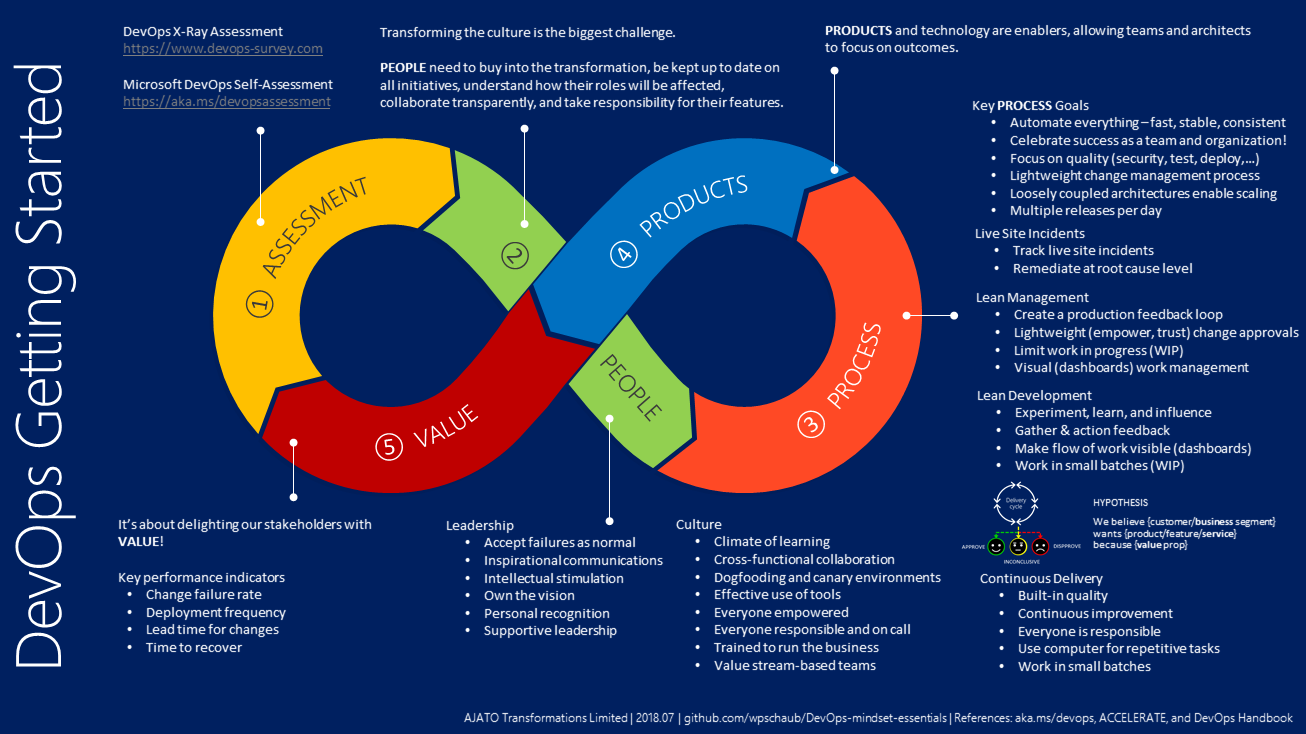 DevOps Getting Started
DevOps X-Ray Assessment
https://www.devops-survey.com
Microsoft DevOps Self-Assessment
https://aka.ms/devopsassessment
Transforming the culture is the biggest challenge.
PEOPLE need to buy into the transformation, be kept up to date on
all initiatives, understand how their roles will be affected,
collaborate transparently, and take responsibility for their features.
PRODUCTS and technology are enablers, allowing teams and architects
to focus on outcomes.
1 ASSESSMENT
2
PEOPLE
3 PROCESS
4 PRODUCTS
5 VALUE
Key PROCESS Goals
• Automate everything – fast, stable, consistent
• Celebrate success as a team and organization!
• Focus on quality (security, test, deploy,...)
• Lightweight change management process
• Loosely coupled architectures enable scaling
• Multiple releases per day
Live Site Incidents
• Track live site incidents
• Remediate at root cause level
Lean Management
• Create a production feedback loop
• Lightweight (empower, trust) change approvals
• Limit work in progress (WIP)
• Visual (dashboards) work management
Lean Development
• Experiment, learn, and influence
• Gather & action feedback
• Make flow of work visible (dashboards)
• Work in small batches (WIP)
Delivery
cycle
APPROVE
DISPPROVE
INCONCLUSIVE
HYPOTHESIS
We believe {customer/business segment}
wants {product/feature/service}
because {value prop}
Continuous Delivery
• Built-in quality
• Continuous improvement
• Everyone is responsible
• Use computer for repetitive tasks
• Work in small batches
It's about delighting our stakeholders with
VALUE!
Key performance indicators
• Change failure rate
• Deployment frequency
• Lead time for changes
• Time to recover
Leadership
• Accept failures as normal
• Inspirational communications
• Intellectual stimulation
• Own the vision
• Personal recognition
• Supportive leadership
Culture
• Climate of learning
• Cross-functional collaboration
• Dogfooding and canary environments
• Effective use of tools
• Everyone empowered
• Everyone responsible and on call
• Trained to run the business
• Value stream-based teams
AJATO Transformations Limited | 2018.07 | github.com/wpschaub/DevOps-mindset-essentials | References: aka.ms/devops, ACCELERATE, and DevOps Handbook